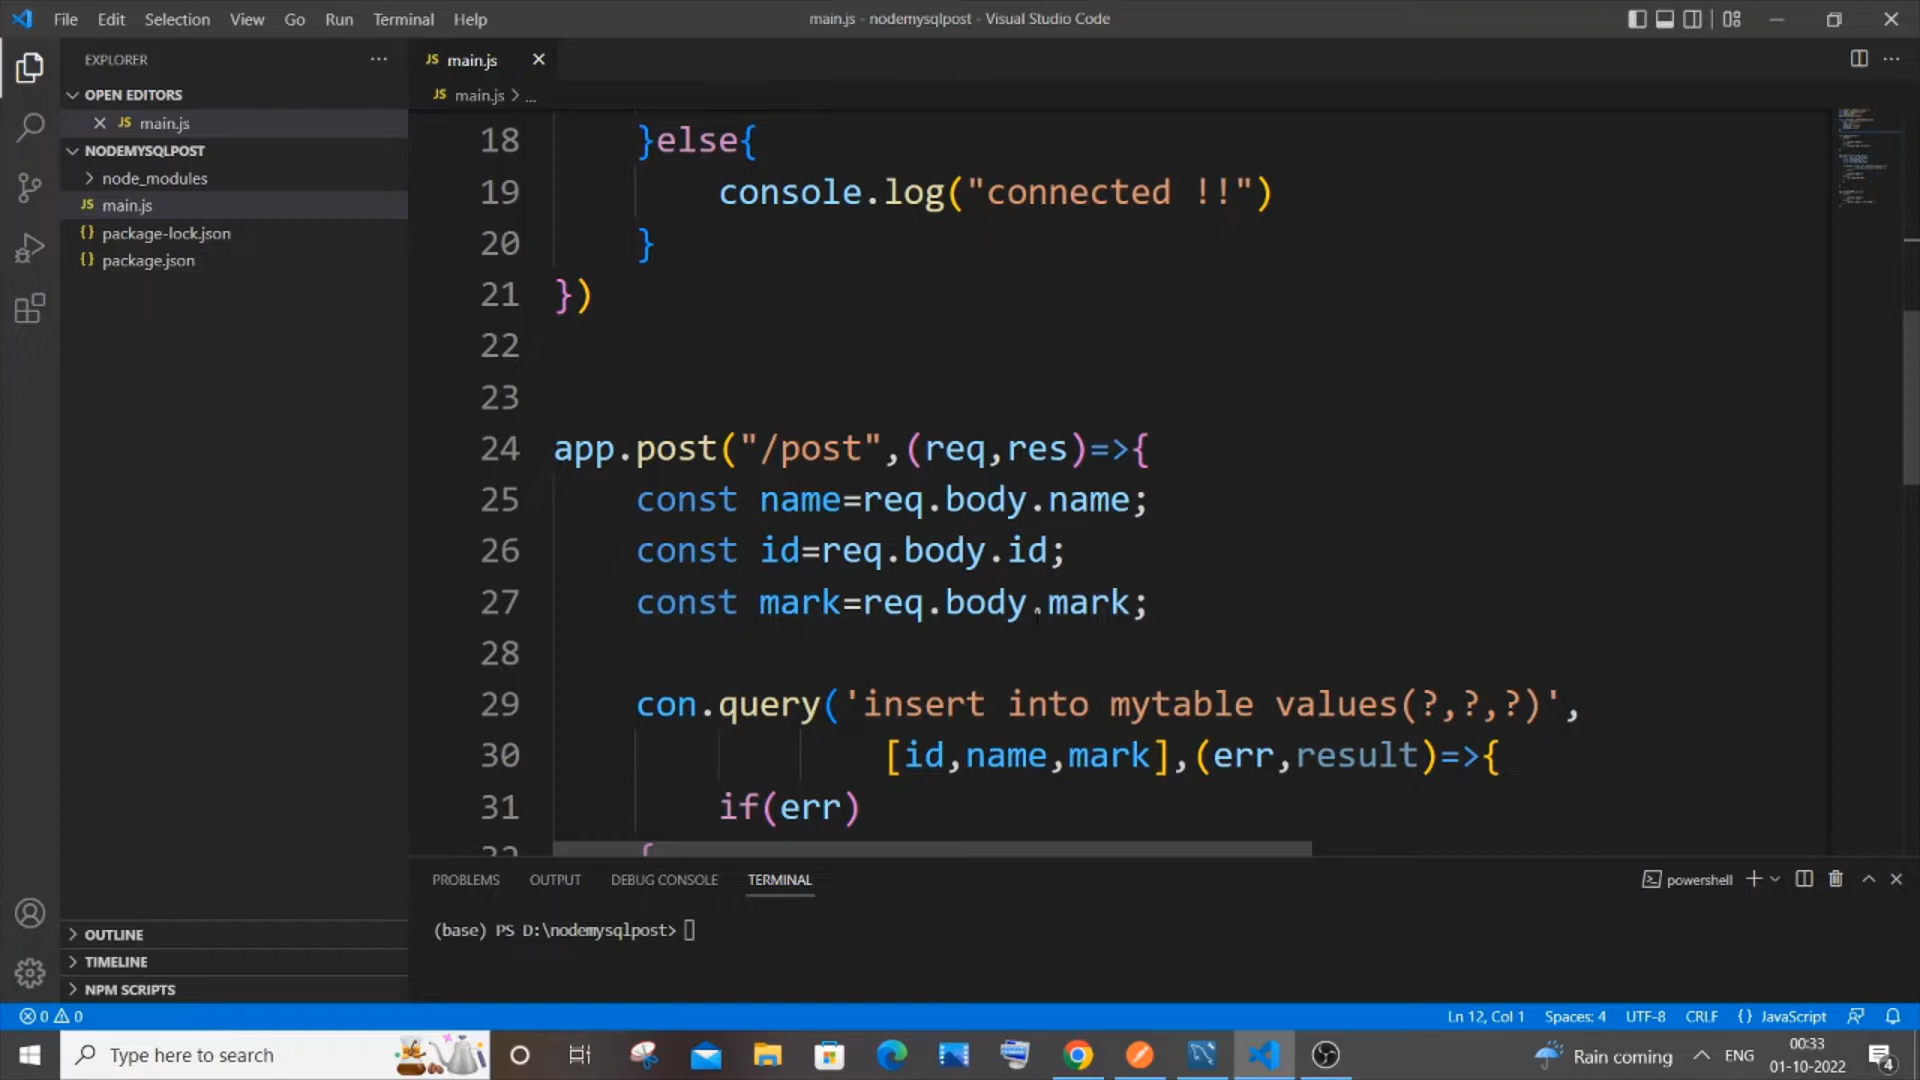 File Edit Selection View Go Run Terminal Help
main.js - nodemysqlpost - Visual Studio Code
EXPLORER
OPEN EDITORS
JS main.js
NODEMYSQLPOST
node_modules
JS main.js
{} package-lock.json
{} package.json
OUTLINE
TIMELINE
NPM SCRIPTS
JS main.js
JS main.js > ...
18 }else{
19 console.log("connected !!")
20 }
21 })
22
23
24 app.post("/post",(req,res)=>{
25 const name=req.body.name;
26 const id=req.body.id;
27 const mark=req.body.mark;
28
29 con.query('insert into mytable values(?,?,?)',
30 [id,name,mark],(err,result)=>{
31 if(err)
32 {
PROBLEMS OUTPUT DEBUG CONSOLE TERMINAL
powershell
(base) PS D:\nodemysqlpost>
0 0
Ln 12, Col 1 Spaces: 4 UTF-8 CRLF {} JavaScript
Type here to search
Rain coming
ENG
00:33
01-10-2022
4